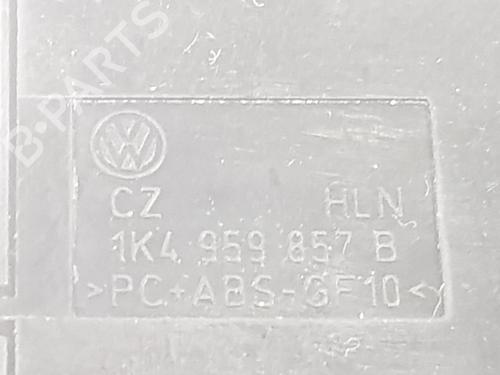 B-PARTS
CZ HLN
1K4 959 857 B
>PC+ABS-GF10<